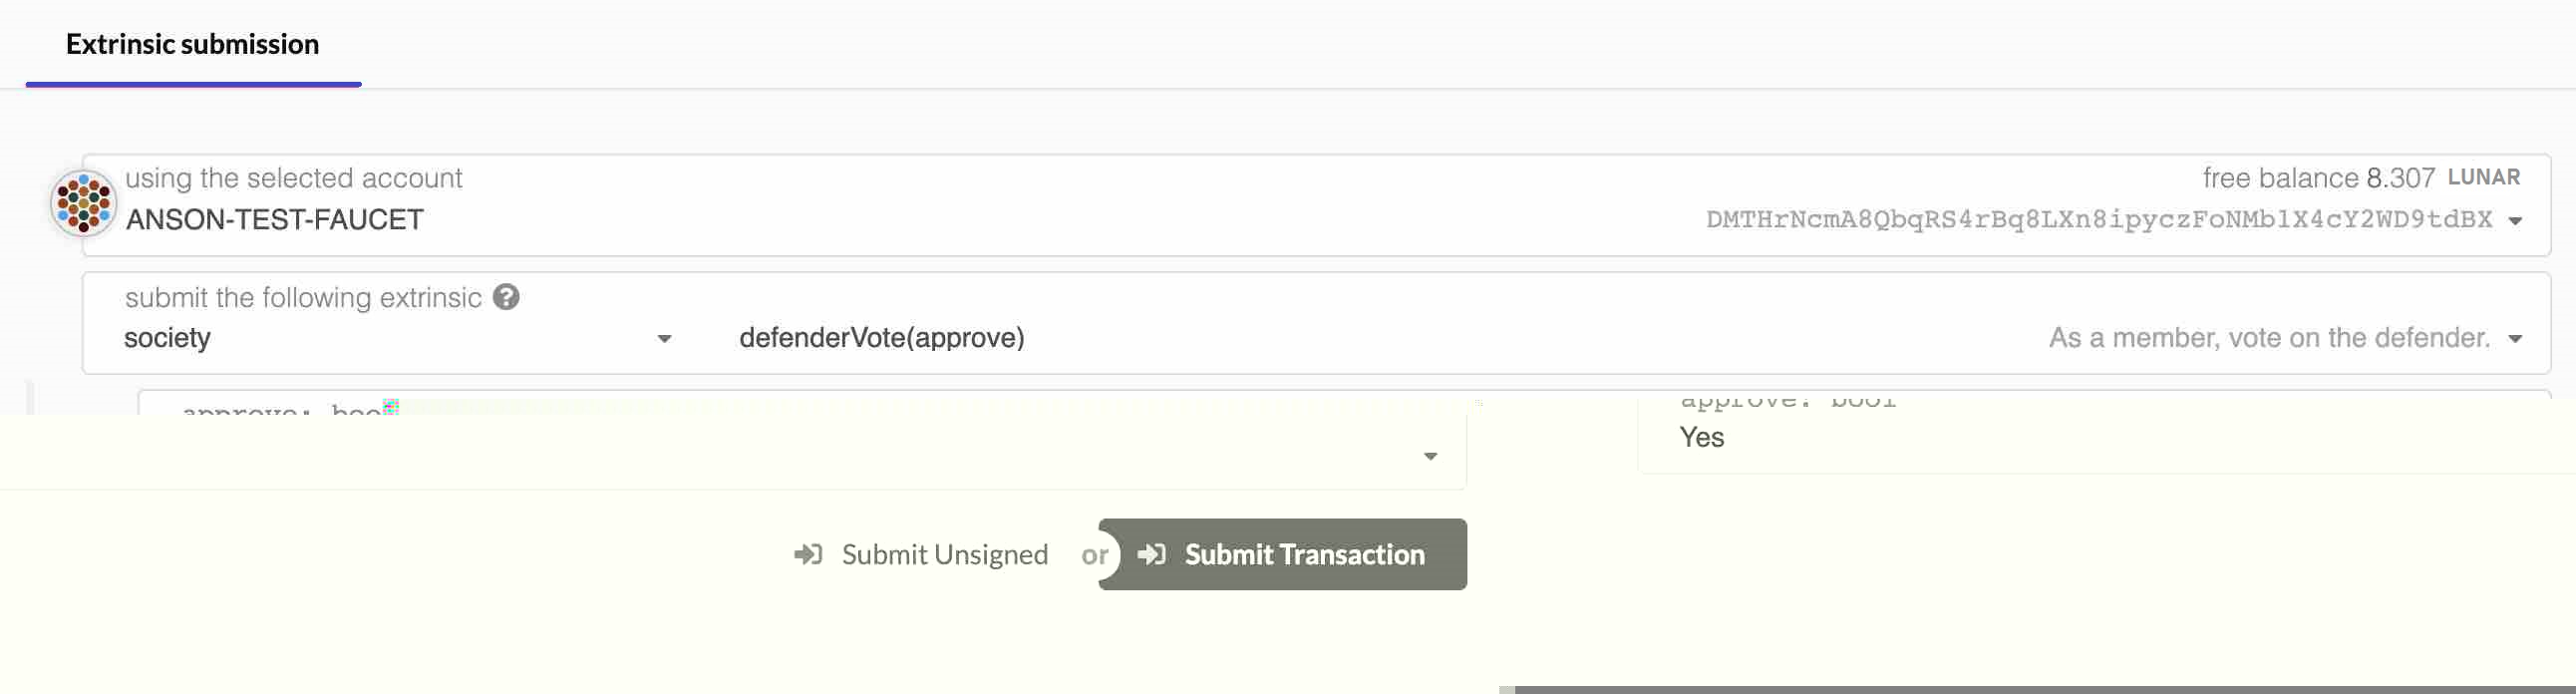 Extrinsic submission
using the selected account
free balance 8.307 LUNAR
ANSON-TEST-FAUCET
DMTHrNcmA8QbqRS4rBq8LXn8ipyczFoNMb1X4cY2WD9tdBX
submit the following extrinsic
society
defenderVote(approve)
As a member, vote on the defender.
approve:
approve: bool
Yes
Submit Unsigned or Submit Transaction